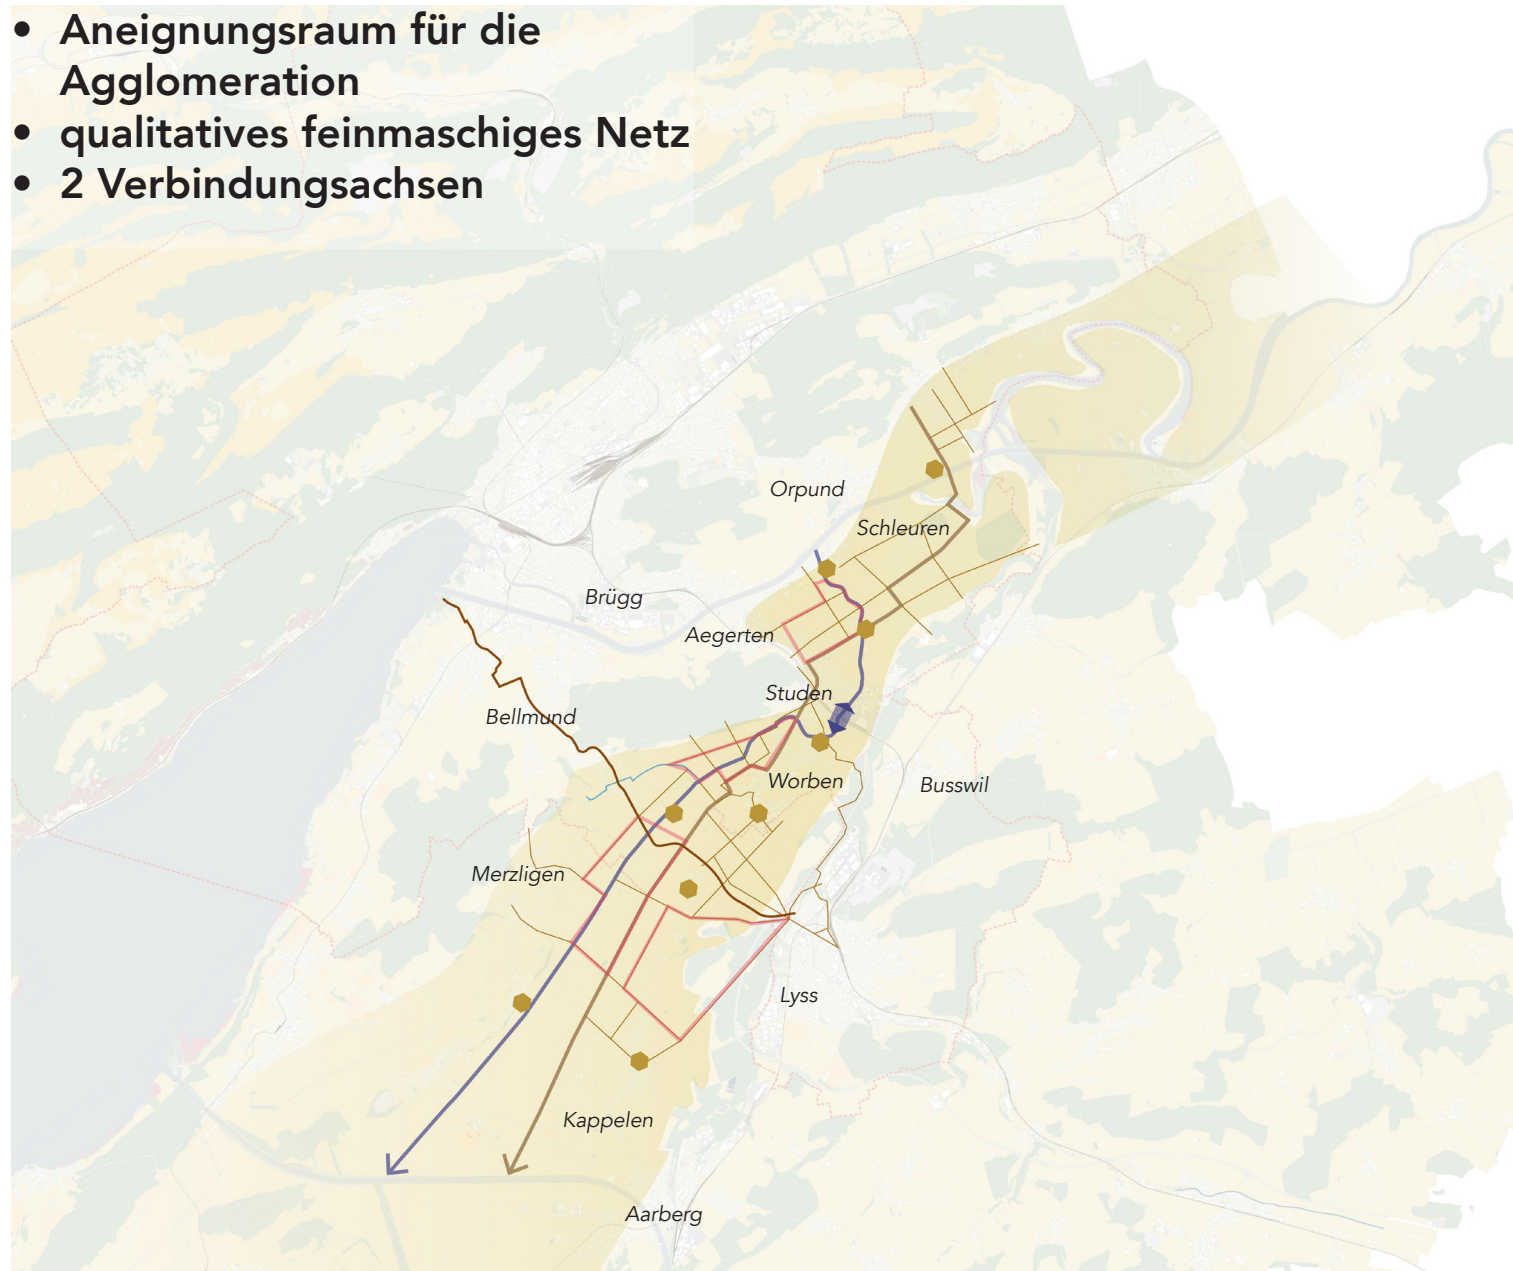 • Aneignungsraum für die
Agglomeration
• qualitatives feinmaschiges Netz
• 2 Verbindungsachsen
Orpund
Schleuren
Brügg
Aegerten
Studen
Bellmund
Worben
Busswil
Merzligen
Lyss
Kappelen
Aarberg